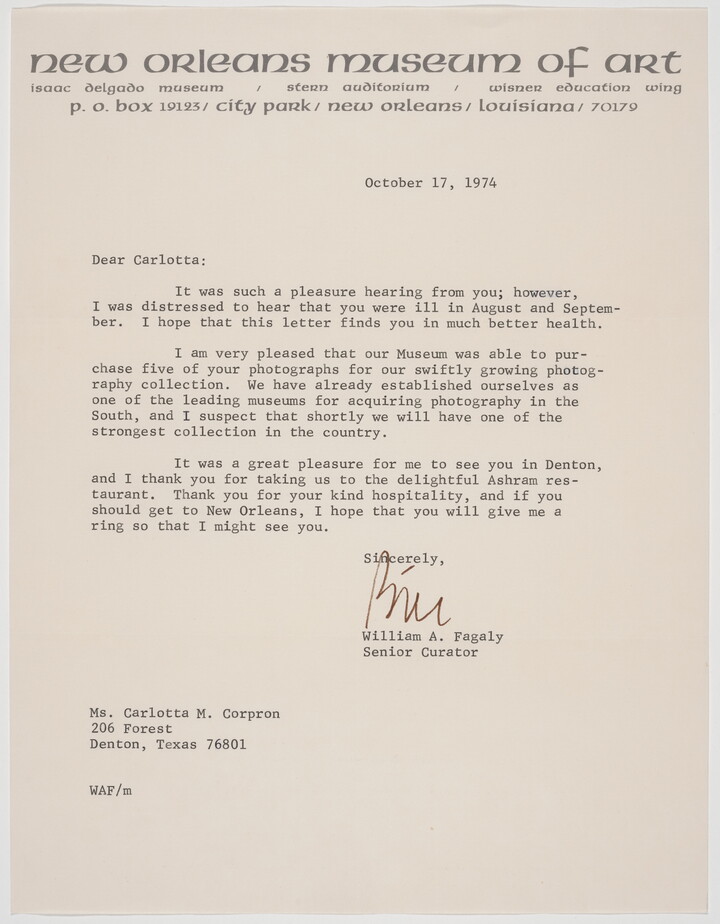 new orleans museum of art
isaac delgado museum / stern auditorium / wisner education wing
p. o. box 19123/ city park/ new orleans/ louisiana/ 70179
October 17, 1974
Dear Carlotta:
It was such a pleasure hearing from you; however,
I was distressed to hear that you were ill in August and Septem-
ber. I hope that this letter finds you in much better health.
I am very pleased that our Museum was able to pur-
chase five of your photographs for our swiftly growing photog-
raphy collection. We have already established ourselves as
one of the leading museums for acquiring photography in the
South, and I suspect that shortly we will have one of the
strongest collection in the country.
It was a great pleasure for me to see you in Denton,
and I thank you for taking us to the delightful Ashram res-
taurant. Thank you for your kind hospitality, and if you
should get to New Orleans, I hope that you will give me a
ring so that I might see you.
Sincerely,
Bill
William A. Fagaly
Senior Curator
Ms. Carlotta M. Corpron
206 Forest
Denton, Texas 76801
WAF/m